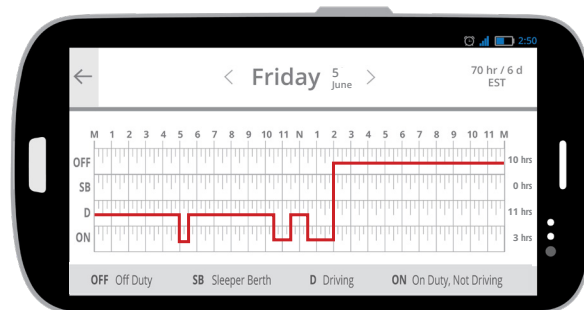 2:50
Friday 5 June
70 hr / 6 d
EST
M 1 2 3 4 5 6 7 8 9 10 11 N 1 2 3 4 5 6 7 8 9 10 11 M
OFF 10 hrs
SB 0 hrs
D 11 hrs
ON 3 hrs
OFF Off Duty SB Sleeper Berth D Driving ON On Duty, Not Driving